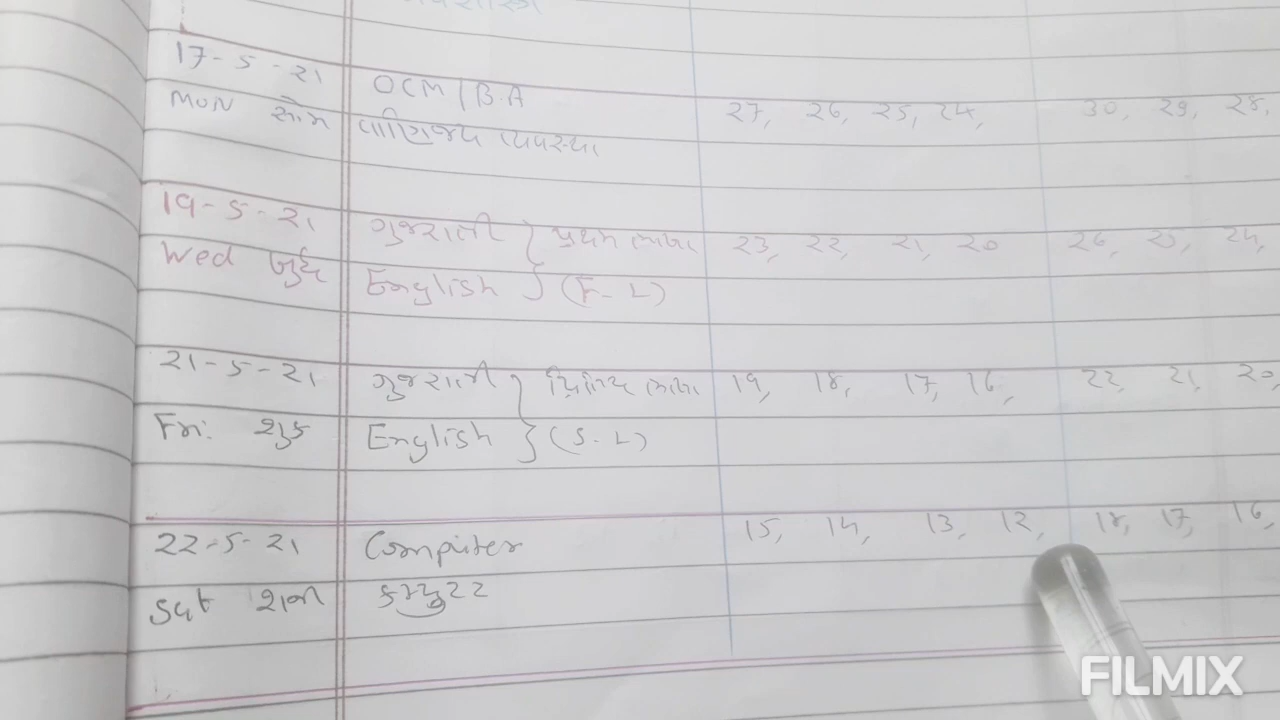 17-5-21 OCM/B.A 27, 26, 25, 24, 30, 29, 28,
MON સોમ વાણિજ્ય વ્યવસ્થા
19-5-21 ગુજરાતી } પ્રથમ ભાષા 23, 22, 21, 20 26, 25, 24,
Wed બુધ English } (F-L)
21-5-21 ગુજરાતી } દ્વિતિય ભાષા 19, 18, 17, 16, 22, 21, 20,
Fri: શુક્ર English } (S-L)
22-5-21 Computer 15, 14, 13, 12, 18, 17, 16,
Sat શનિ કમ્પ્યુટર
FILMIX